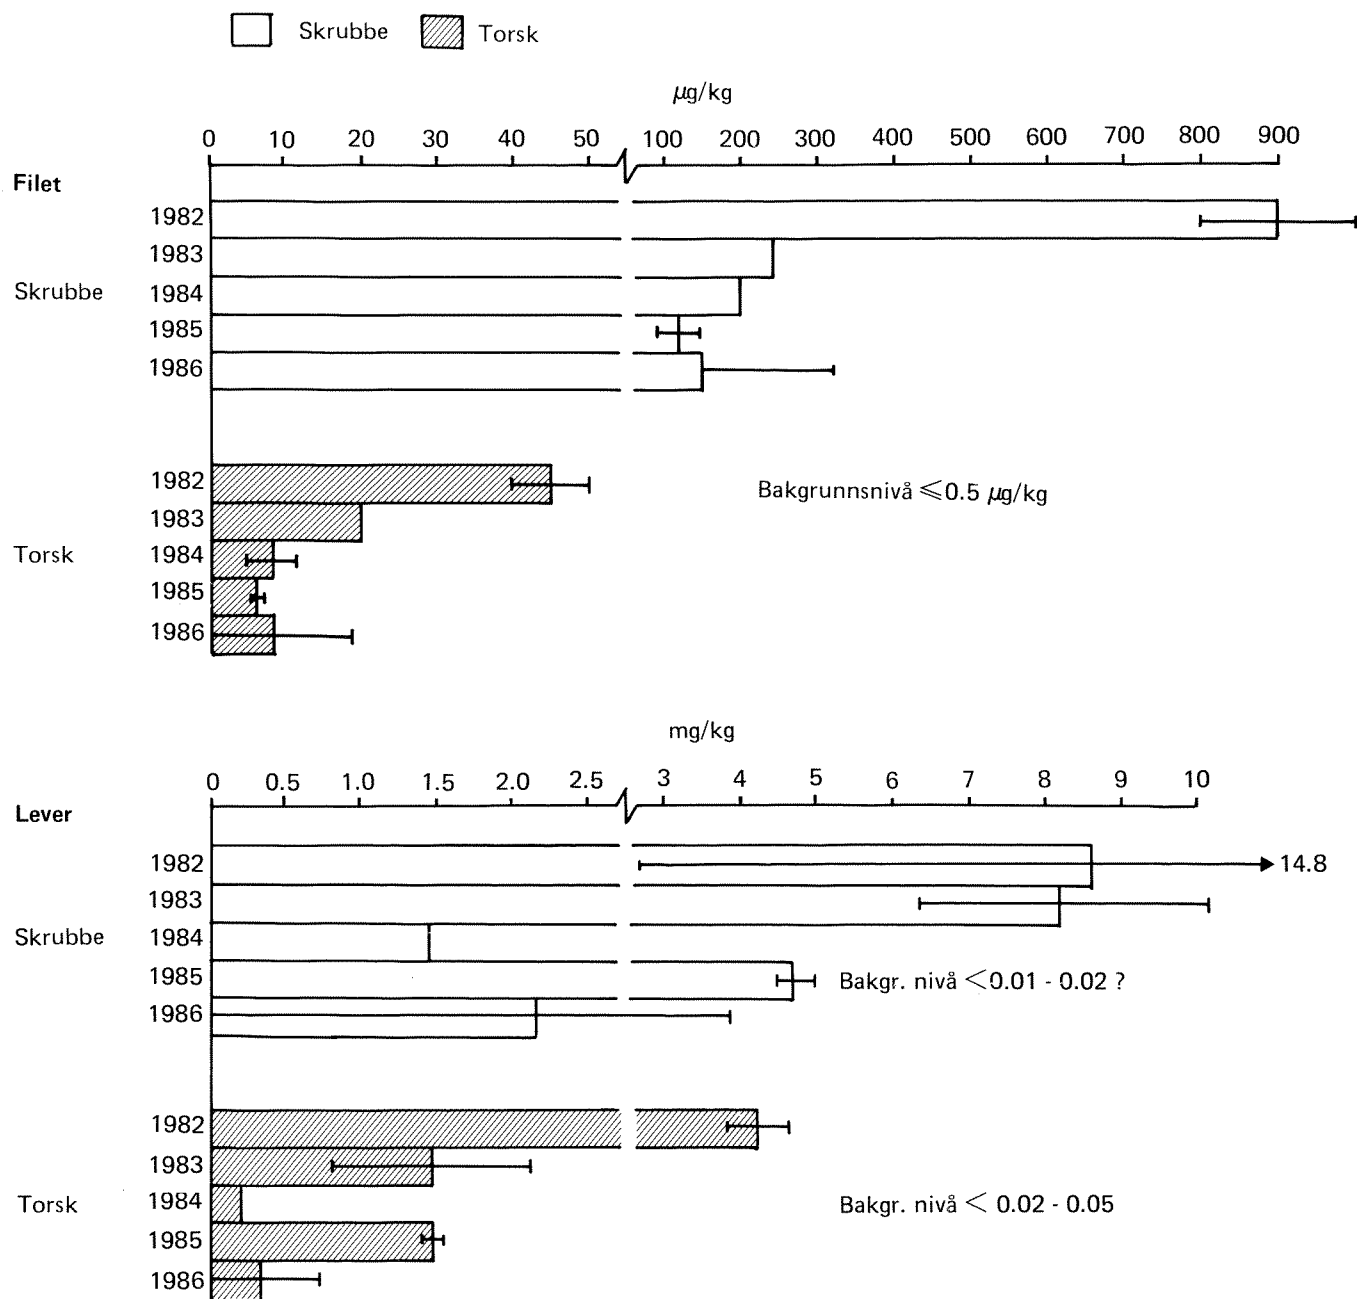 Skrubbe Torsk
µg/kg
0 10 20 30 40 50 100 200 300 400 500 600 700 800 900
Filet
1982
1983
Skrubbe 1984
1985
1986
1982
Bakgrunnsnivå ⩽0.5 µg/kg
1983
Torsk 1984
1985
1986
mg/kg
0 0.5 1.0 1.5 2.0 2.5 3 4 5 6 7 8 9 10
Lever
1982 14.8
1983
Skrubbe 1984
1985 Bakgr. nivå <0.01 - 0.02 ?
1986
1982
1983
Torsk 1984 Bakgr. nivå < 0.02 - 0.05
1985
1986